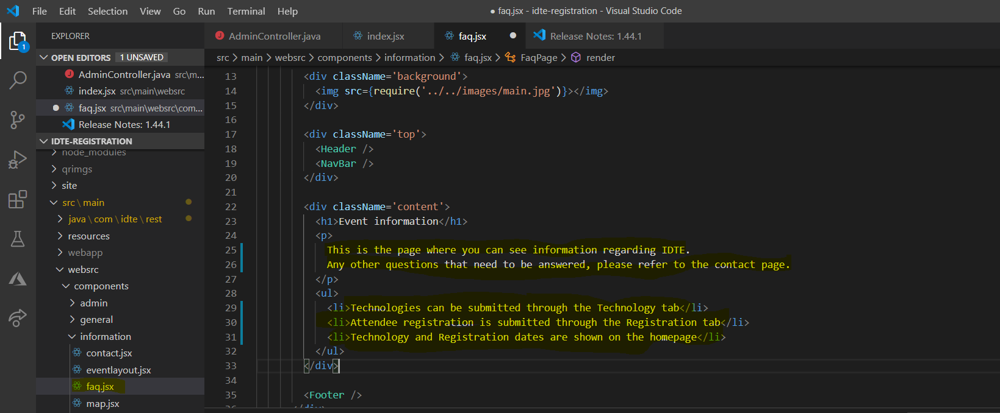 File Edit Selection View Go Run Terminal Help
● faq.jsx - idte-registration - Visual Studio Code
EXPLORER
OPEN EDITORS 1 UNSAVED
J AdminController.java src\m...
index.jsx src\main\websrc
● faq.jsx src\main\websrc\com...
Release Notes: 1.44.1
IDTE-REGISTRATION
node_modules
qrimgs
site
src \ main
java \ com \ idte \ rest
resources
webapp
websrc
components
admin
general
information
contact.jsx
eventlayout.jsx
faq.jsx
map.jsx
1
J AdminController.java index.jsx faq.jsx ● Release Notes: 1.44.1
src > main > websrc > components > information > faq.jsx > FaqPage > render
13 <div className='background'>
14 <img src={require('../../images/main.jpg')}></img>
15 </div>
16
17 <div className='top'>
18 <Header />
19 <NavBar />
20 </div>
21
22 <div className='content'>
23 <h1>Event information</h1>
24 <p>
25 This is the page where you can see information regarding IDTE.
26 Any other questions that need to be answered, please refer to the contact page.
27 </p>
28 <ul>
29 <li>Technologies can be submitted through the Technology tab</li>
30 <li>Attendee registration is submitted through the Registration tab</li>
31 <li>Technology and Registration dates are shown on the homepage</li>
32 </ul>
33 </div>
34
35 <Footer />
36 </div>